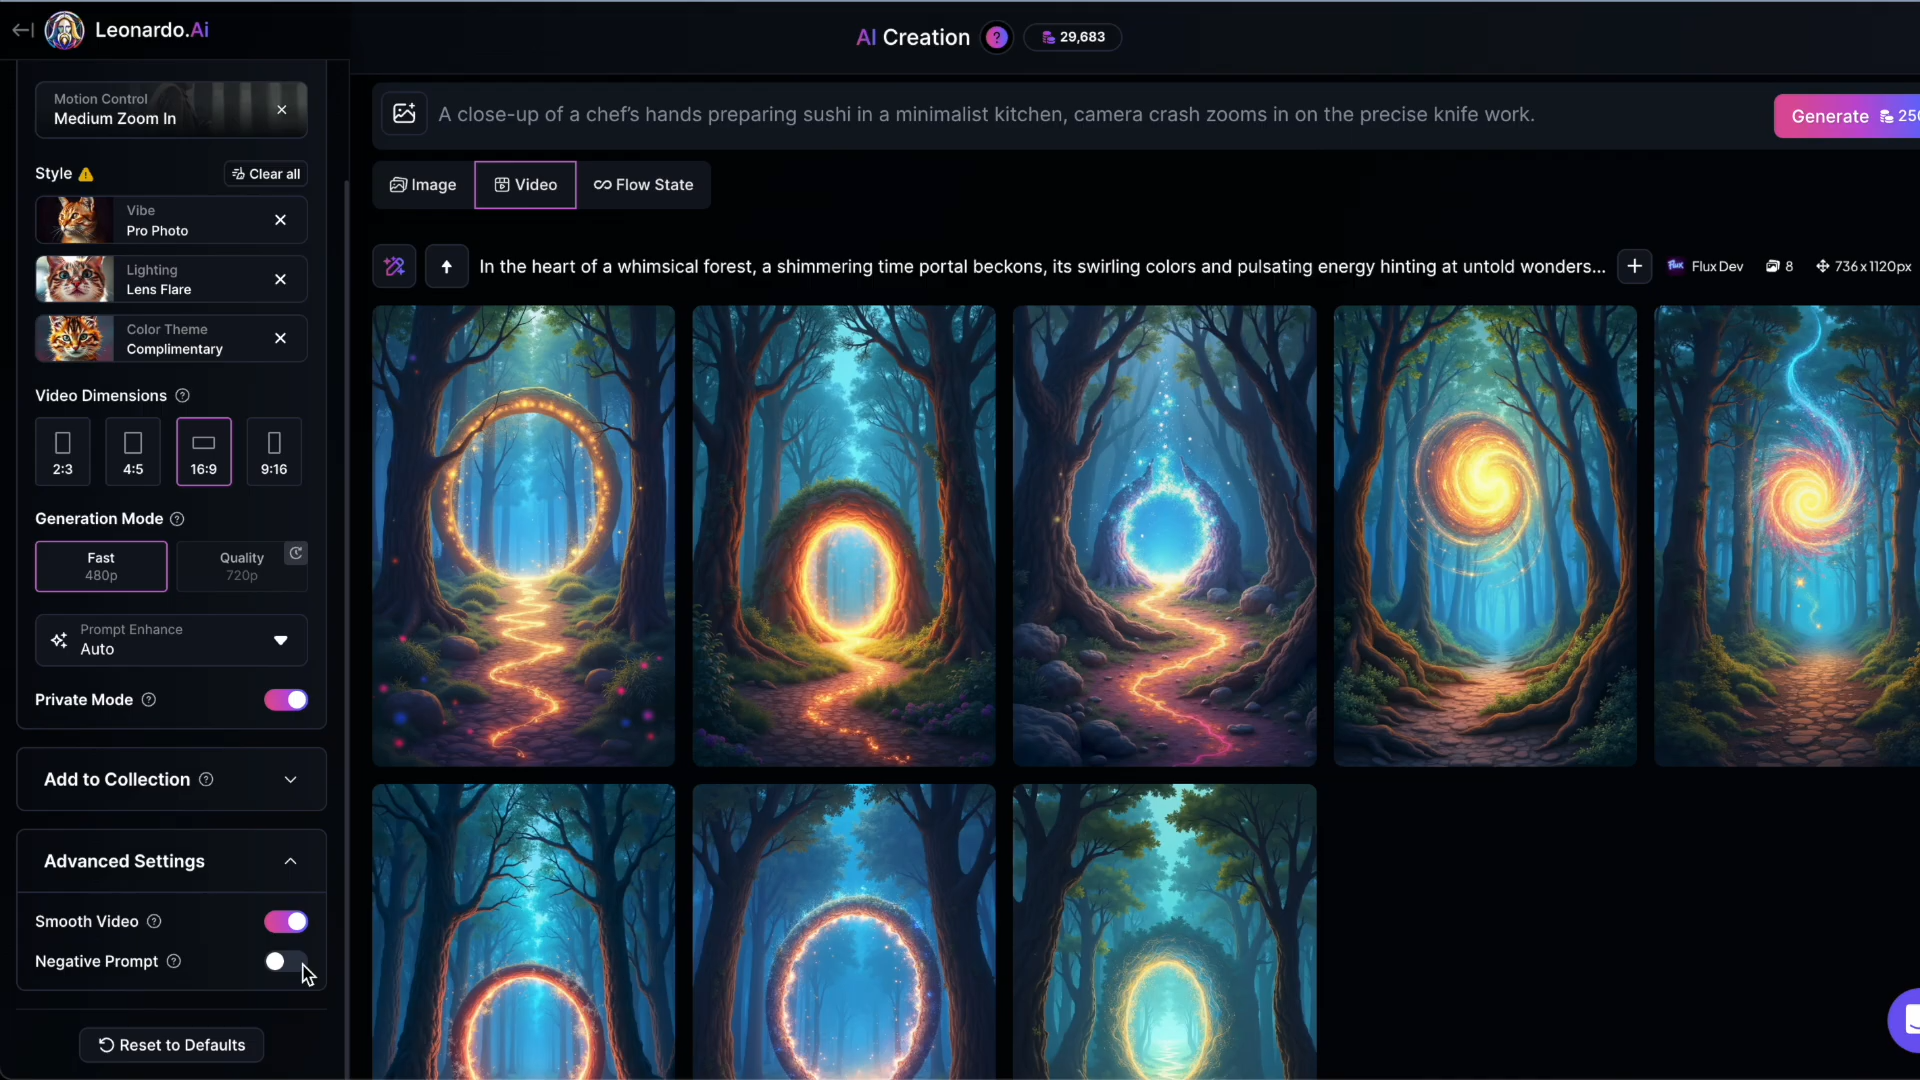 Leonardo.Ai
AI Creation ? 29,683
Motion Control
Medium Zoom In
Style
Clear all
Vibe
Pro Photo
Lighting
Lens Flare
Color Theme
Complimentary
Video Dimensions ?
2:3
4:5
16:9
9:16
Generation Mode ?
Fast
480p
Quality
720p
Prompt Enhance
Auto
Private Mode ?
Add to Collection ?
Advanced Settings
Smooth Video ?
Negative Prompt ?
Reset to Defaults
A close-up of a chef's hands preparing sushi in a minimalist kitchen, camera crash zooms in on the precise knife work.
Generate 250
Image
Video
Flow State
In the heart of a whimsical forest, a shimmering time portal beckons, its swirling colors and pulsating energy hinting at untold wonders...
Flux Flux Dev 8 736x1120px